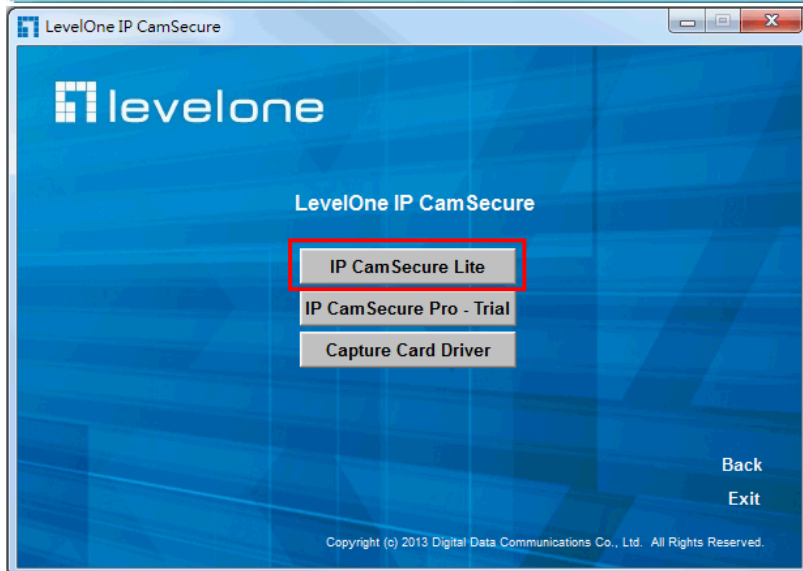 LevelOne IP CamSecure
levelone
LevelOne IP CamSecure
IP CamSecure Lite
IP CamSecure Pro - Trial
Capture Card Driver
Back
Exit
Copyright (c) 2013 Digital Data Communications Co., Ltd. All Rights Reserved.